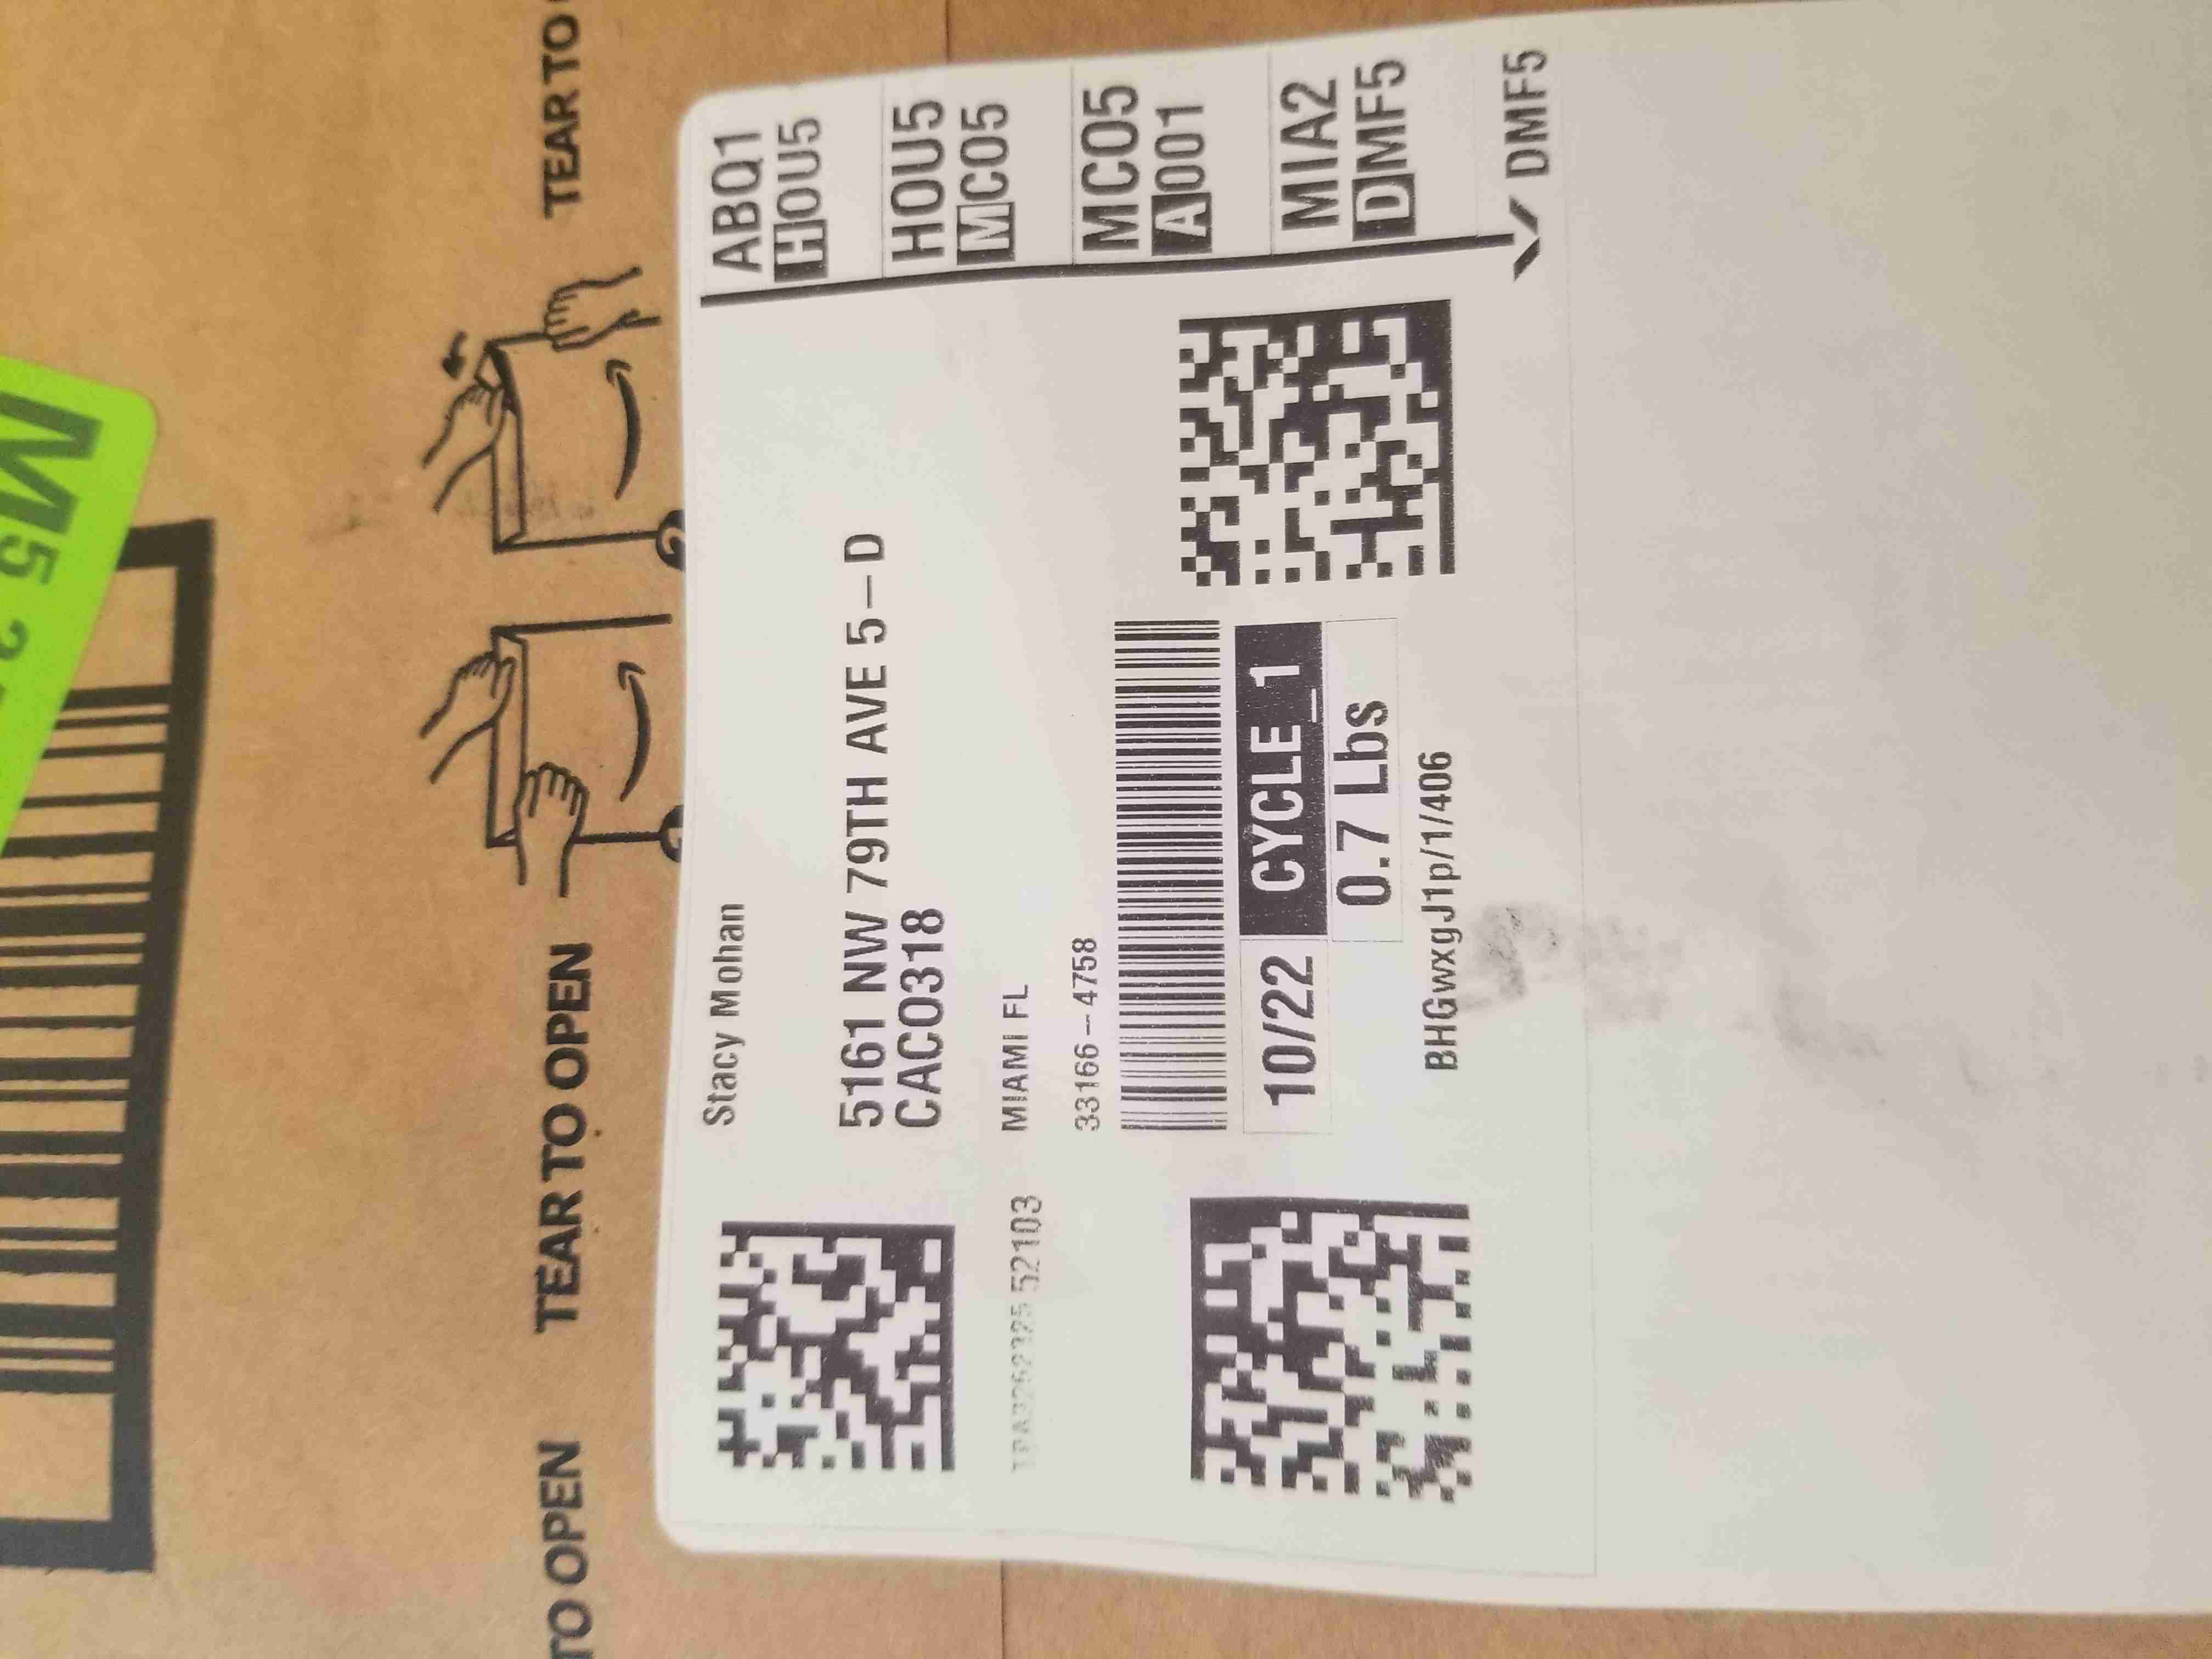 TEAR TO OPEN
TO OPEN
TEAR TO
M5
Stacy Mohan
5161 NW 79TH AVE 5-D
CAC0318
MIAMI FL
33166-4758
52103
10/22
CYCLE_1
0.7 Lbs
BHGwxgJ1p/1/406
ABQ1
HOU5
HOU5
MCO5
MCO5
A001
MIA2
DMF5
DMF5